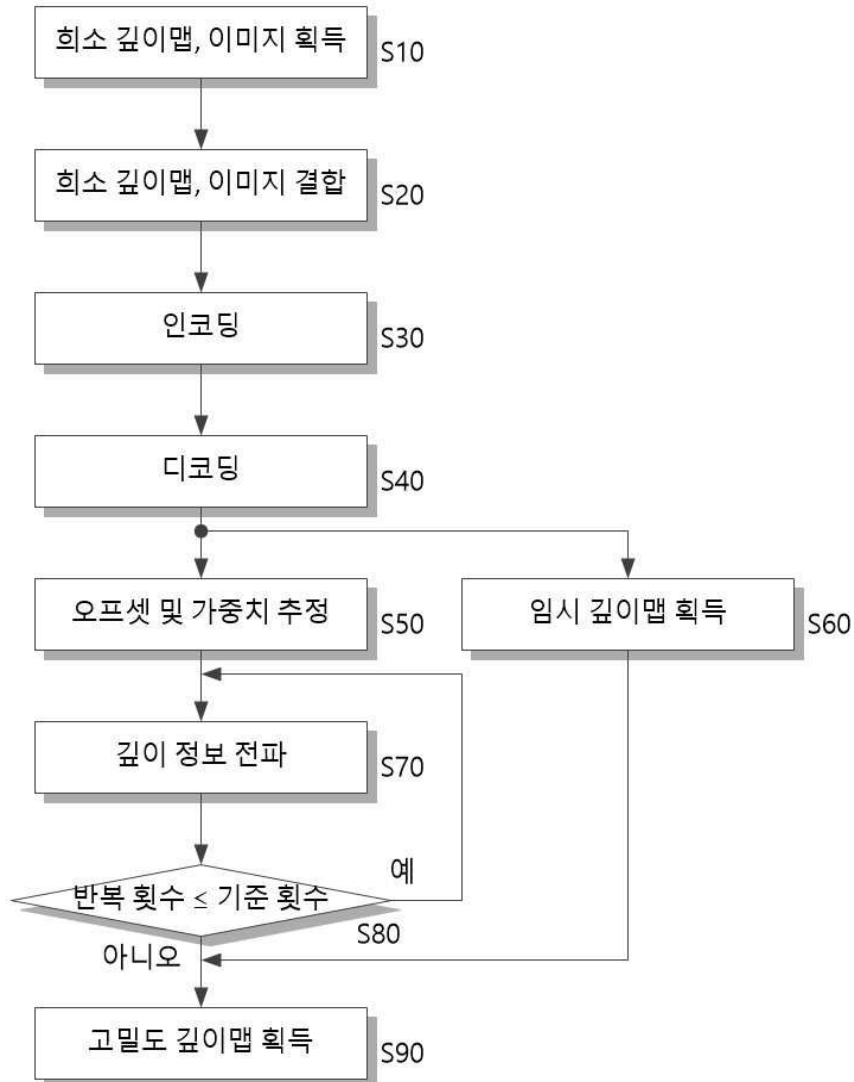 희소 깊이맵, 이미지 획득
S10
희소 깊이맵, 이미지 결합
S20
인코딩
S30
디코딩
S40
오프셋 및 가중치 추정
S50
임시 깊이맵 획득
S60
깊이 정보 전파
S70
예
반복 횟수 ≤ 기준 횟수
S80
아니오
고밀도 깊이맵 획득
S90